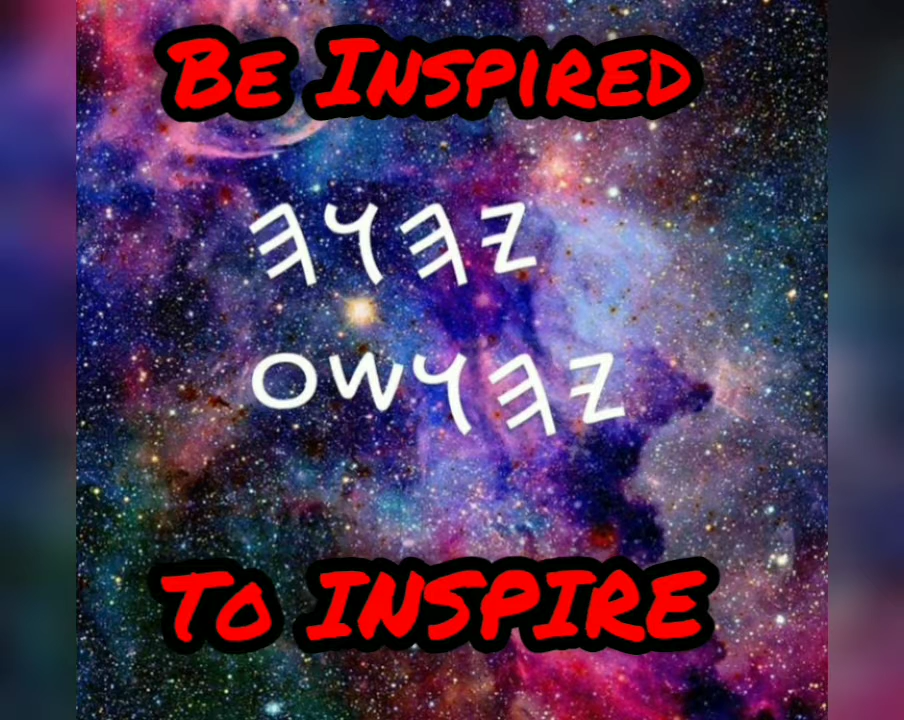 BE INSPIRED
𐤉𐤄𐤅𐤄
𐤉𐤄𐤅𐤔𐤏
TO INSPIRE